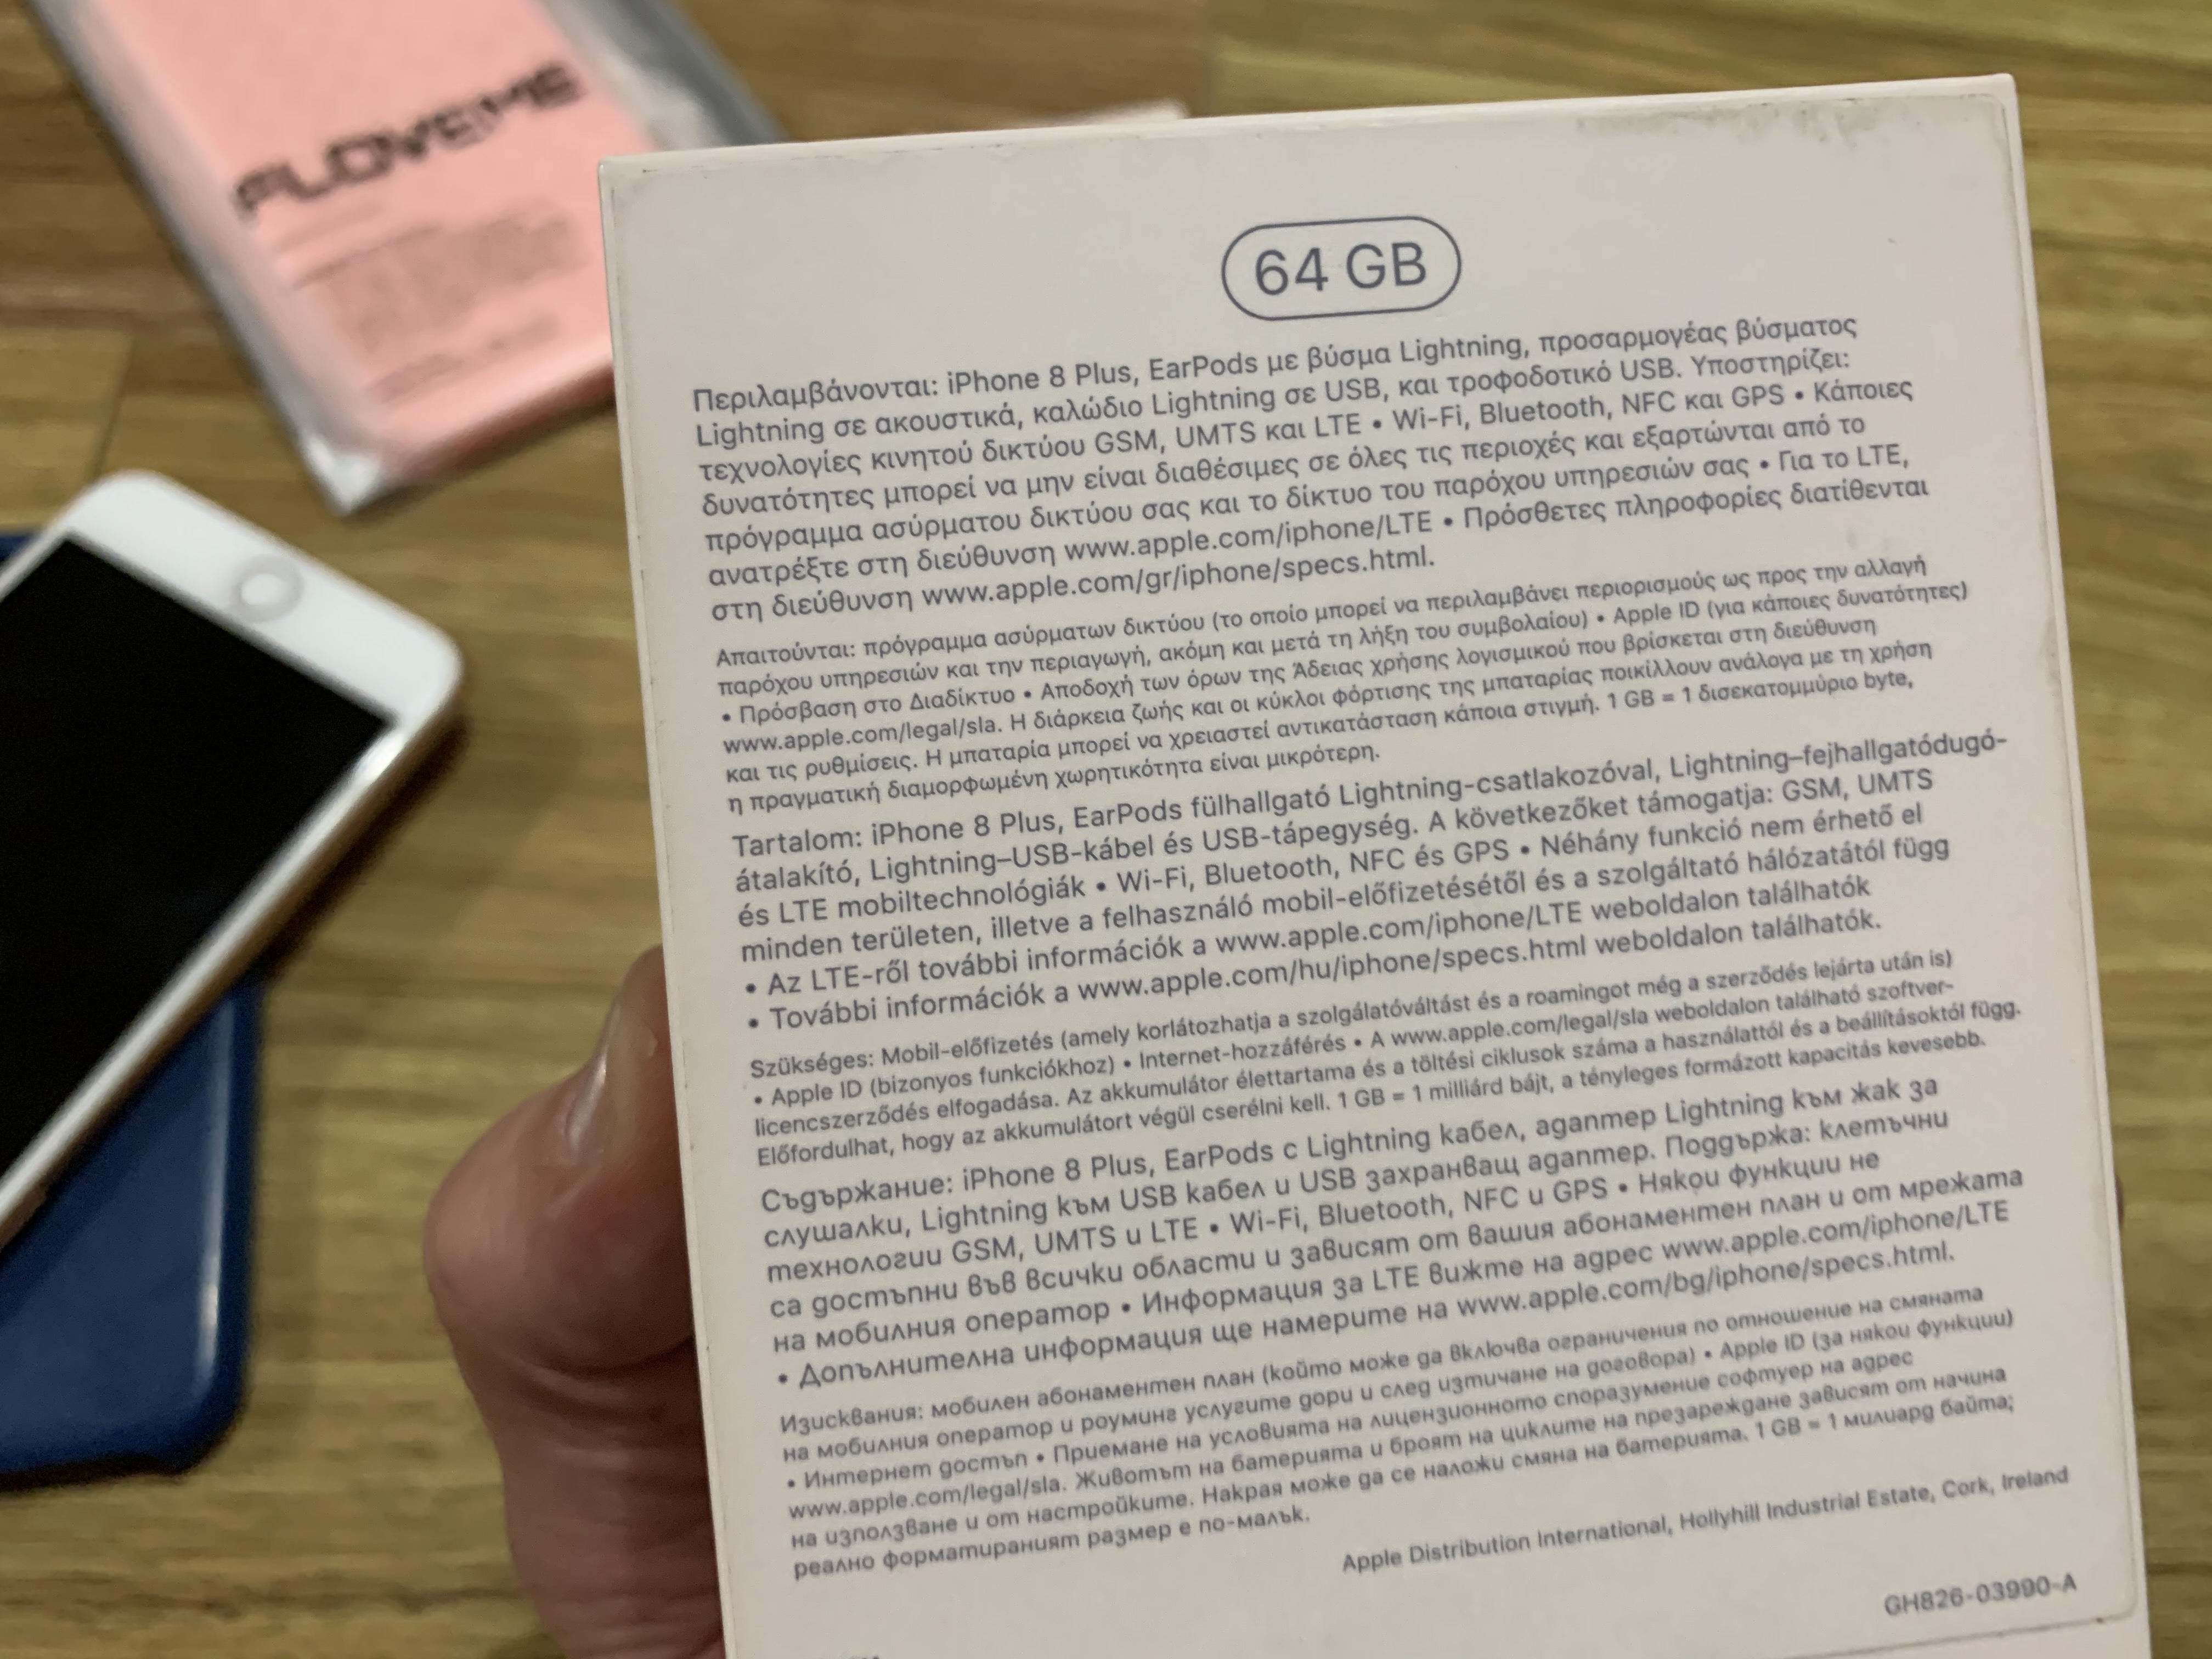 FLOVEME
64 GB
Περιλαμβάνονται: iPhone 8 Plus, EarPods με βύσμα Lightning, προσαρμογέας βύσματος
Lightning σε ακουστικά, καλώδιο Lightning σε USB, και τροφοδοτικό USB. Υποστηρίζει:
τεχνολογίες κινητού δικτύου GSM, UMTS και LTE • Wi-Fi, Bluetooth, NFC και GPS • Κάποιες
δυνατότητες μπορεί να μην είναι διαθέσιμες σε όλες τις περιοχές και εξαρτώνται από το
πρόγραμμα ασύρματου δικτύου σας και το δίκτυο του παρόχου υπηρεσιών σας • Για το LTE,
ανατρέξτε στη διεύθυνση www.apple.com/iphone/LTE • Πρόσθετες πληροφορίες διατίθενται
στη διεύθυνση www.apple.com/gr/iphone/specs.html.
Απαιτούνται: πρόγραμμα ασύρματων δικτύου (το οποίο μπορεί να περιλαμβάνει περιορισμούς ως προς την αλλαγή
παρόχου υπηρεσιών και την περιαγωγή, ακόμη και μετά τη λήξη του συμβολαίου) • Apple ID (για κάποιες δυνατότητες)
• Πρόσβαση στο Διαδίκτυο • Αποδοχή των όρων της Άδειας χρήσης λογισμικού που βρίσκεται στη διεύθυνση
www.apple.com/legal/sla. Η διάρκεια ζωής και οι κύκλοι φόρτισης της μπαταρίας ποικίλλουν ανάλογα με τη χρήση
και τις ρυθμίσεις. Η μπαταρία μπορεί να χρειαστεί αντικατάσταση κάποια στιγμή. 1 GB = 1 δισεκατομμύριο byte,
η πραγματική διαμορφωμένη χωρητικότητα είναι μικρότερη.
Tartalom: iPhone 8 Plus, EarPods fülhallgató Lightning-csatlakozóval, Lightning–fejhallgatódugó-
átalakító, Lightning–USB-kábel és USB-tápegység. A következőket támogatja: GSM, UMTS
és LTE mobiltechnológiák • Wi-Fi, Bluetooth, NFC és GPS • Néhány funkció nem érhető el
minden területen, illetve a felhasználó mobil-előfizetésétől és a szolgáltató hálózatától függ
• Az LTE-ről további információk a www.apple.com/iphone/LTE weboldalon találhatók
• További információk a www.apple.com/hu/iphone/specs.html weboldalon találhatók.
Szükséges: Mobil-előfizetés (amely korlátozhatja a szolgálatóváltást és a roamingot még a szerződés lejárta után is)
• Apple ID (bizonyos funkciókhoz) • Internet-hozzáférés • A www.apple.com/legal/sla weboldalon található szoftver-
licencszerződés elfogadása. Az akkumulátor élettartama és a töltési ciklusok száma a használattól és a beállításoktól függ.
Előfordulhat, hogy az akkumulátort végül cserélni kell. 1 GB = 1 milliárd bájt, a tényleges formázott kapacitás kevesebb.
Съдържание: iPhone 8 Plus, EarPods с Lightning кабел, адаптер Lightning към жак за
слушалки, Lightning към USB кабел и USB захранващ адаптер. Поддържа: клетъчни
технологии GSM, UMTS и LTE • Wi-Fi, Bluetooth, NFC и GPS • Някои функции не
са достъпни във всички области и зависят от вашия абонаментен план и от мрежата
на мобилния оператор • Информация за LTE вижте на адрес www.apple.com/iphone/LTE
• Допълнителна информация ще намерите на www.apple.com/bg/iphone/specs.html.
Изисквания: мобилен абонаментен план (който може да включва ограничения по отношение на смяната
на мобилния оператор и роуминг услугите дори и след изтичане на договора) • Apple ID (за някои функции)
• Интернет достъп • Приемане на условията на лицензионното споразумение софтуер на адрес
www.apple.com/legal/sla. Животът на батерията и броят на циклите на презареждане зависят от начина
на използване и от настройките. Накрая може да се наложи смяна на батерията. 1 GB = 1 милиард байта;
реално форматираният размер е по-малък.
Apple Distribution International, Hollyhill Industrial Estate, Cork, Ireland
GH826-03990-A